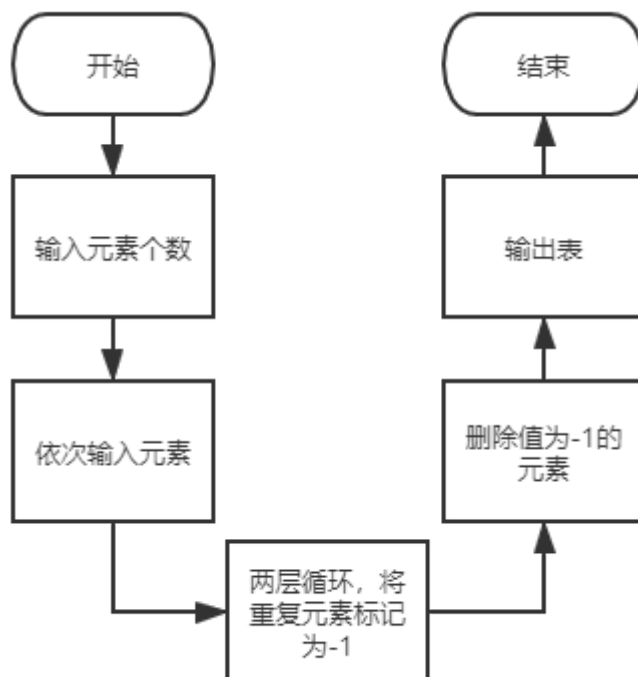 开始
输入元素个数
依次输入元素
两层循环，将
重复元素标记
为-1
删除值为-1的
元素
输出表
结束